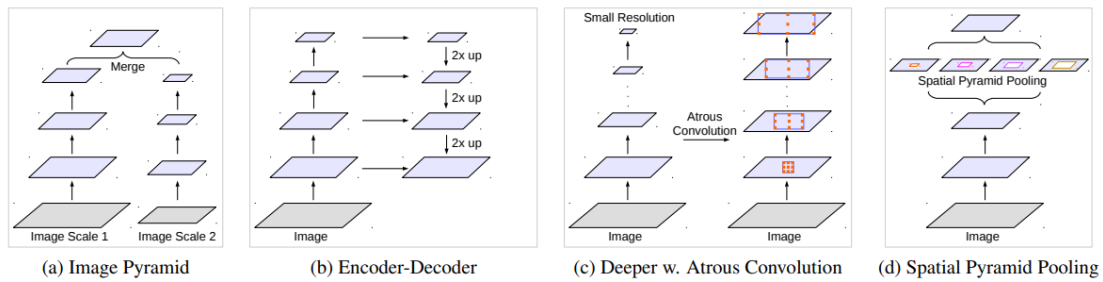 Merge
Image Scale 1
Image Scale 2
(a) Image Pyramid
2x up
2x up
2x up
Image
(b) Encoder-Decoder
Small Resolution
Atrous
Convolution
Image
Image
(c) Deeper w. Atrous Convolution
Spatial Pyramid Pooling
Image
(d) Spatial Pyramid Pooling